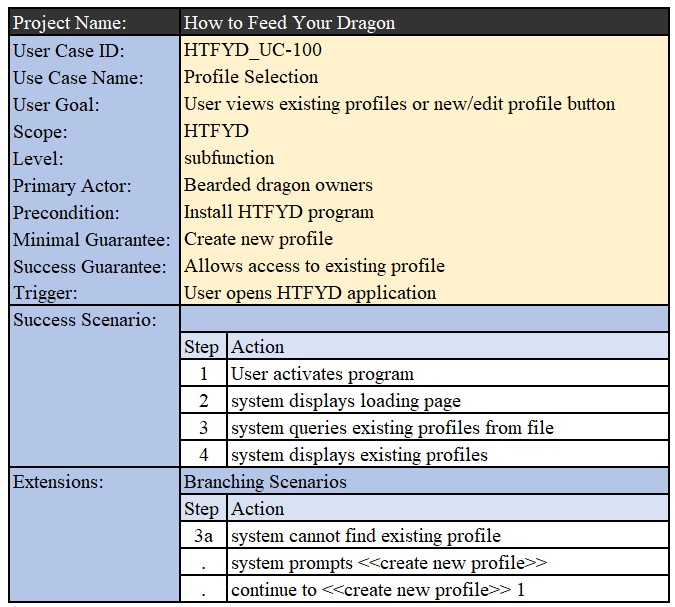 Project Name: How to Feed Your Dragon
User Case ID: HTFYD_UC-100
Use Case Name: Profile Selection
User Goal: User views existing profiles or new/edit profile button
Scope: HTFYD
Level: subfunction
Primary Actor: Bearded dragon owners
Precondition: Install HTFYD program
Minimal Guarantee: Create new profile
Success Guarantee: Allows access to existing profile
Trigger: User opens HTFYD application
Success Scenario:
Step Action
1 User activates program
2 system displays loading page
3 system queries existing profiles from file
4 system displays existing profiles
Extensions: Branching Scenarios
Step Action
3a system cannot find existing profile
. system prompts <<create new profile>>
. continue to <<create new profile>> 1